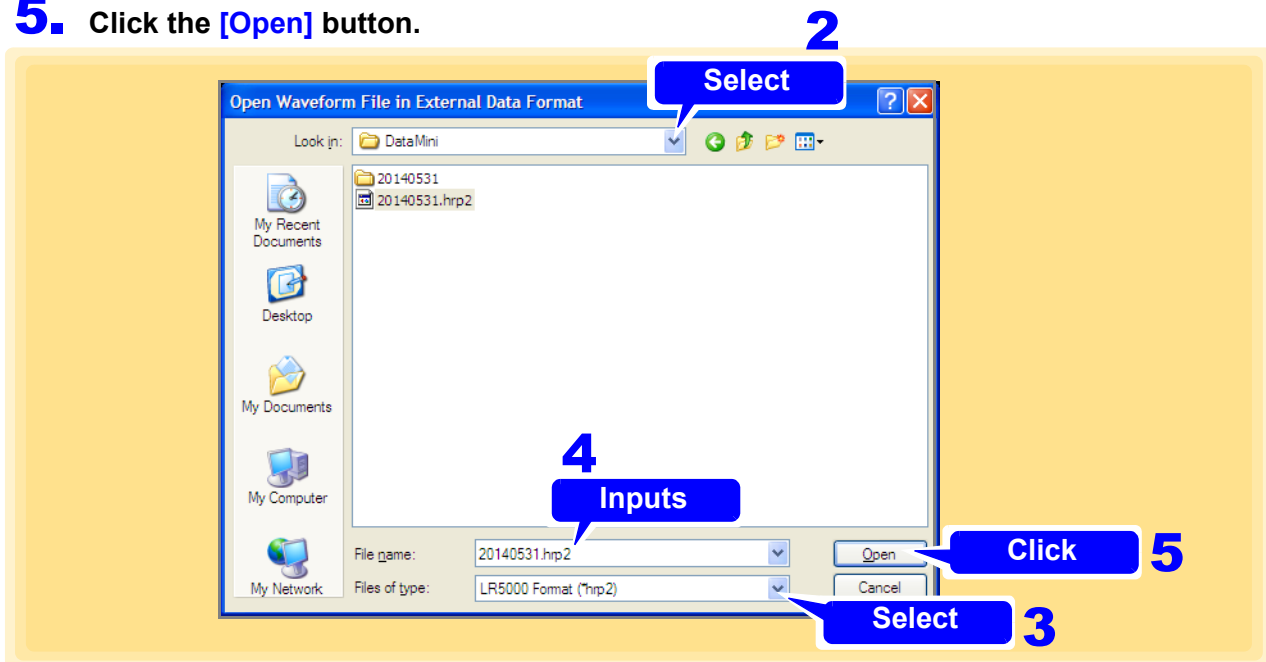 5. Click the [Open] button.
2
Select
Open Waveform File in External Data Format
Look in:
DataMini
20140531
20140531.hrp2
My Recent
Documents
Desktop
My Documents
My Computer
My Network
4
Inputs
File name:
20140531.hrp2
Open
Click
5
Files of type:
LR5000 Format (*hrp2)
Cancel
Select
3